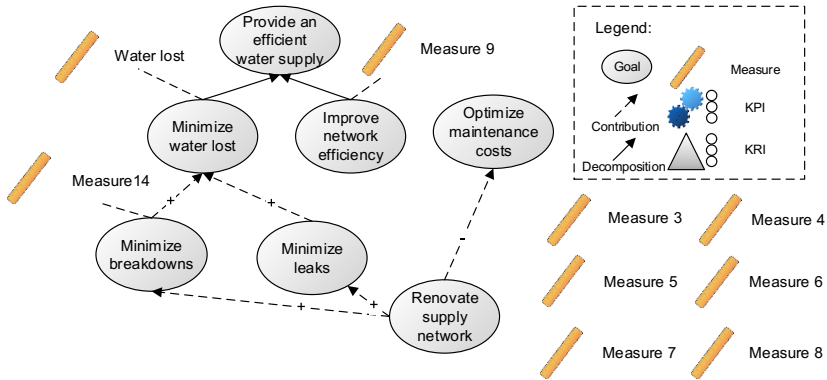 Provide an
efficient
water supply
Measure 9
Water lost
Minimize
water lost
Improve
network
efficiency
Optimize
maintenance
costs
Measure14
+
+
-
Minimize
breakdowns
Minimize
leaks
+
+
Renovate
supply
network
Legend:
Goal
Measure
Contribution
KPI
Decomposition
KRI
Measure 3
Measure 4
Measure 5
Measure 6
Measure 7
Measure 8